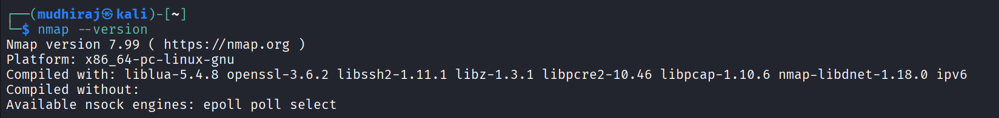 ┌──(mudhiraj㉿kali)-[~]
└─$ nmap --version
Nmap version 7.99 ( https://nmap.org )
Platform: x86_64-pc-linux-gnu
Compiled with: liblua-5.4.8 openssl-3.6.2 libssh2-1.11.1 libz-1.3.1 libpcre2-10.46 libpcap-1.10.6 nmap-libdnet-1.18.0 ipv6
Compiled without:
Available nsock engines: epoll poll select